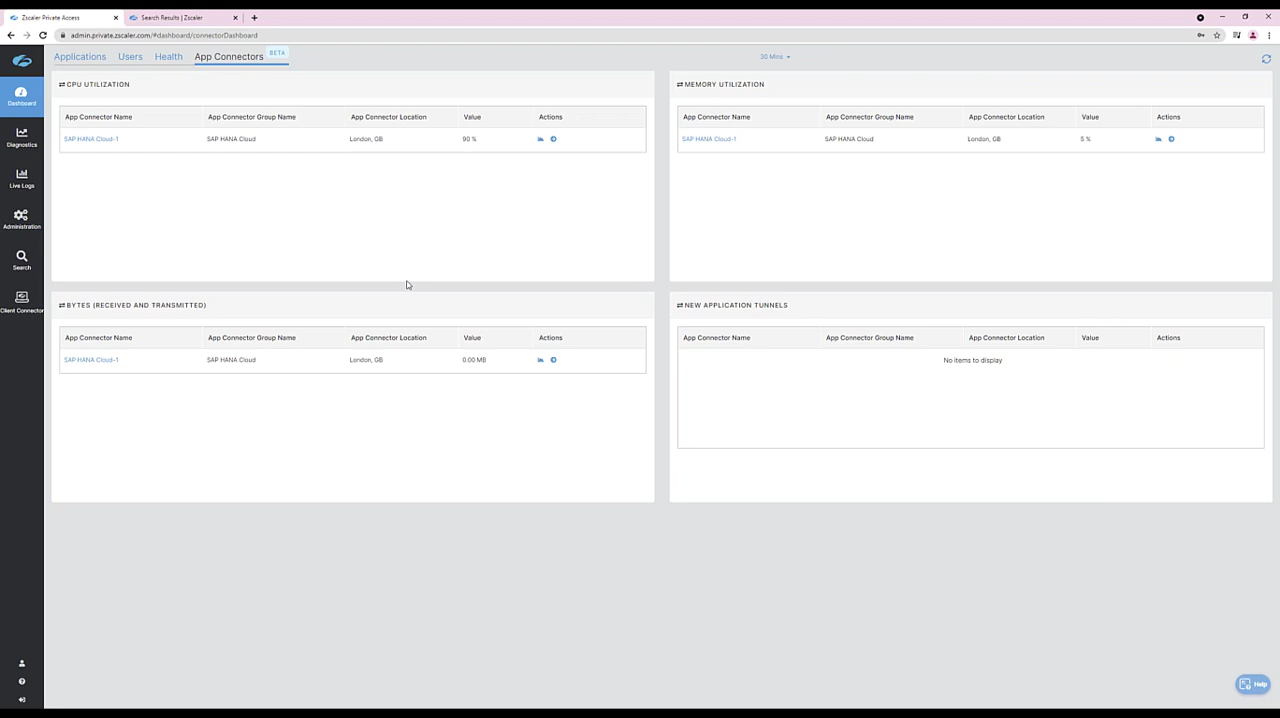 Zscaler Private Access
Search Results | Zscaler
admin.private.zscaler.com/#dashboard/connectorDashboard
Applications Users Health App Connectors BETA
30 Mins
Dashboard
Diagnostics
Live Logs
Administration
Search
Client Connector
CPU UTILIZATION
App Connector Name App Connector Group Name App Connector Location Value Actions
SAP HANA Cloud-1 SAP HANA Cloud London, GB 90 %
MEMORY UTILIZATION
App Connector Name App Connector Group Name App Connector Location Value Actions
SAP HANA Cloud-1 SAP HANA Cloud London, GB 5 %
BYTES (RECEIVED AND TRANSMITTED)
App Connector Name App Connector Group Name App Connector Location Value Actions
SAP HANA Cloud-1 SAP HANA Cloud London, GB 0.00 MB
NEW APPLICATION TUNNELS
App Connector Name App Connector Group Name App Connector Location Value Actions
No items to display
Help